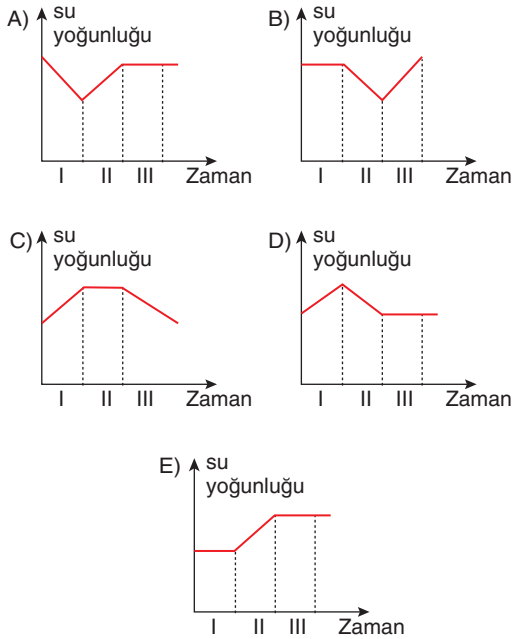 A) su
yoğunluğu
I II III Zaman
B) su
yoğunluğu
I II III Zaman
C) su
yoğunluğu
I II III Zaman
D) su
yoğunluğu
I II III Zaman
E) su
yoğunluğu
I II III Zaman